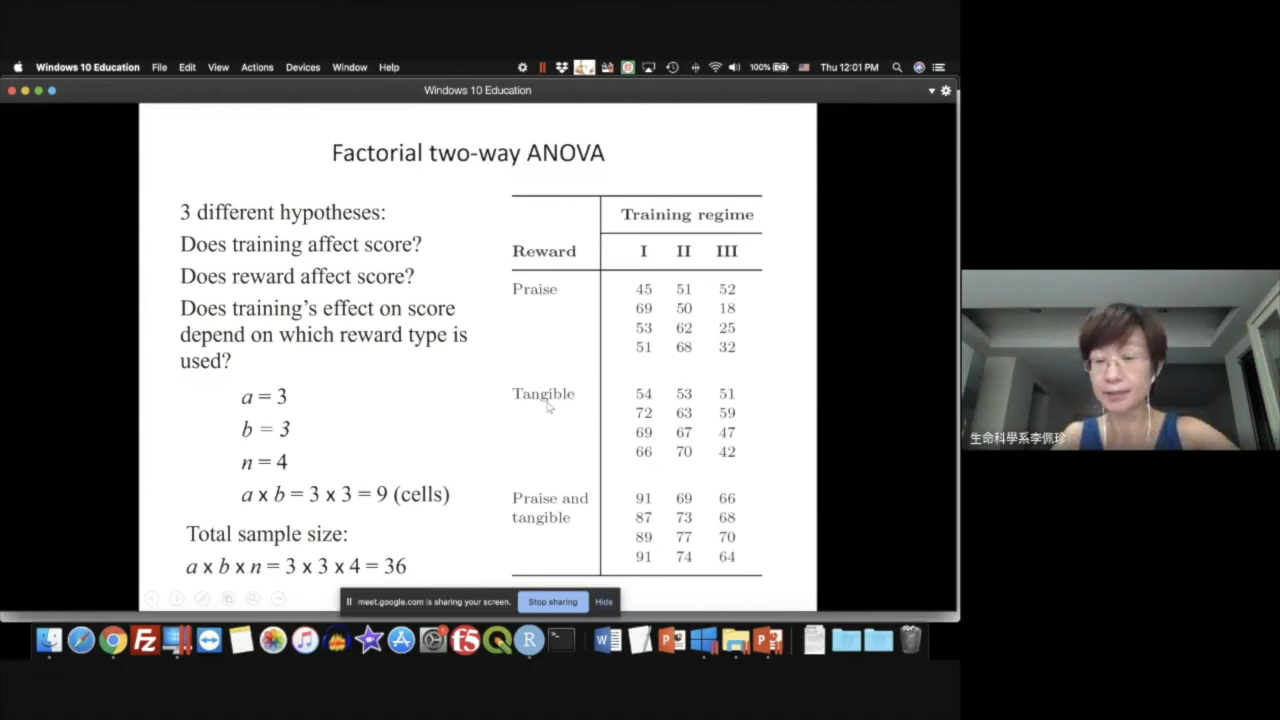 Windows 10 Education File Edit View Actions Devices Window Help 100% Thu 12:01 PM
Windows 10 Education
Factorial two-way ANOVA
3 different hypotheses:
Does training affect score?
Does reward affect score?
Does training's effect on score
depend on which reward type is
used?
a = 3
b = 3
n = 4
a x b = 3 x 3 = 9 (cells)
Total sample size:
a x b x n = 3 x 3 x 4 = 36
Training regime
Reward I II III
Praise 45 51 52
69 50 18
53 62 25
51 68 32
Tangible 54 53 51
72 63 59
69 67 47
66 70 42
Praise and 91 69 66
tangible 87 73 68
89 77 70
91 74 64
meet.google.com is sharing your screen. Stop sharing Hide
生命科學系李佩珍